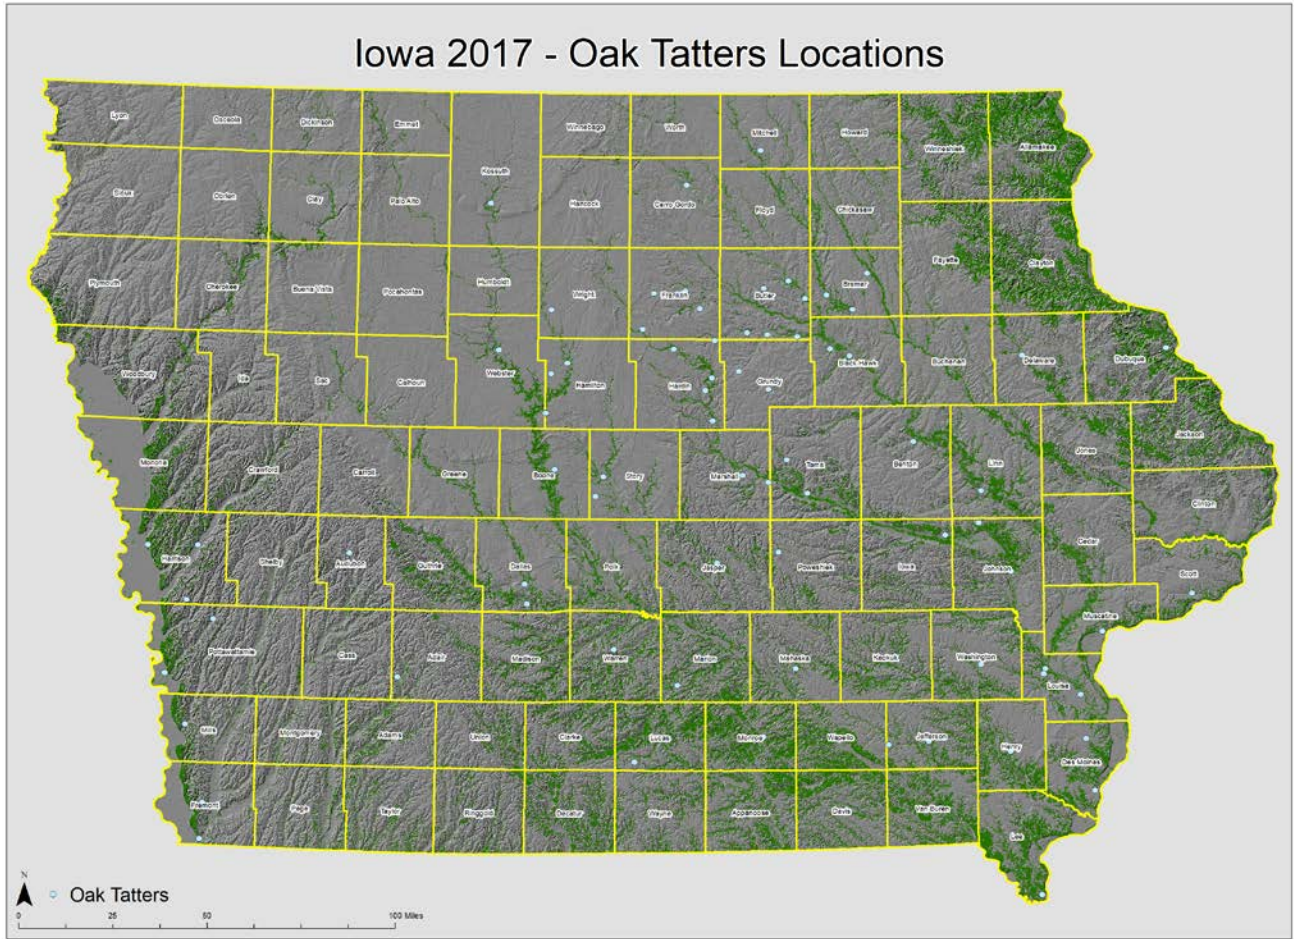 Iowa 2017 - Oak Tatters Locations
Lyon Osceola Dickinson Emmet Winnebago Worth Mitchell Howard Winneshiek Allamakee
Kossuth
Sioux Obrien Clay Palo Alto Hancock Cerro Gordo Floyd Chickasaw
Plymouth Cherokee Buena Vista Pocahontas Humboldt Wright Franklin Butler Bremer Fayette Clayton
Woodbury Ida Sac Calhoun Webster Hamilton Hardin Grundy Black Hawk Buchanan Delaware Dubuque
Monona Crawford Carroll Greene Boone Story Marshall Tama Benton Linn Jones Jackson
Clinton
Harrison Shelby Audubon Guthrie Dallas Polk Jasper Poweshiek Iowa Johnson Cedar Scott
Muscatine
Pottawattamie Cass Adair Madison Warren Marion Mahaska Keokuk Washington Louisa
Mills Montgomery Adams Union Clarke Lucas Monroe Wapello Jefferson Henry Des Moines
Fremont Page Taylor Ringgold Decatur Wayne Appanoose Davis Van Buren Lee
N
Oak Tatters
0 25 50 100 Miles